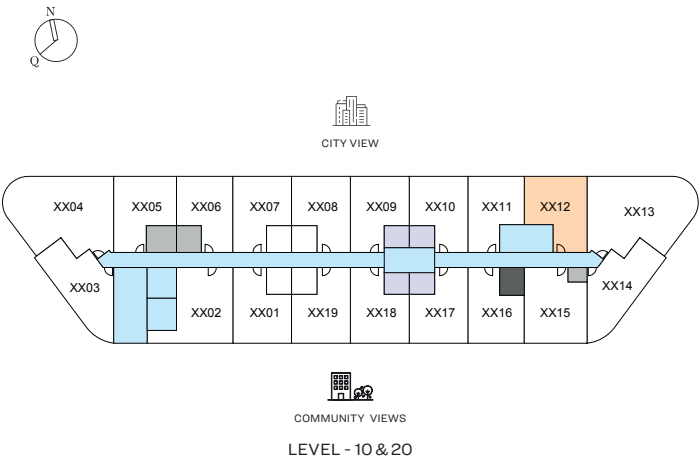 N
Q
CITY VIEW
XX04 XX05 XX06 XX07 XX08 XX09 XX10 XX11 XX12 XX13
XX03 XX14
XX02 XX01 XX19 XX18 XX17 XX16 XX15
COMMUNITY VIEWS
LEVEL - 10 & 20